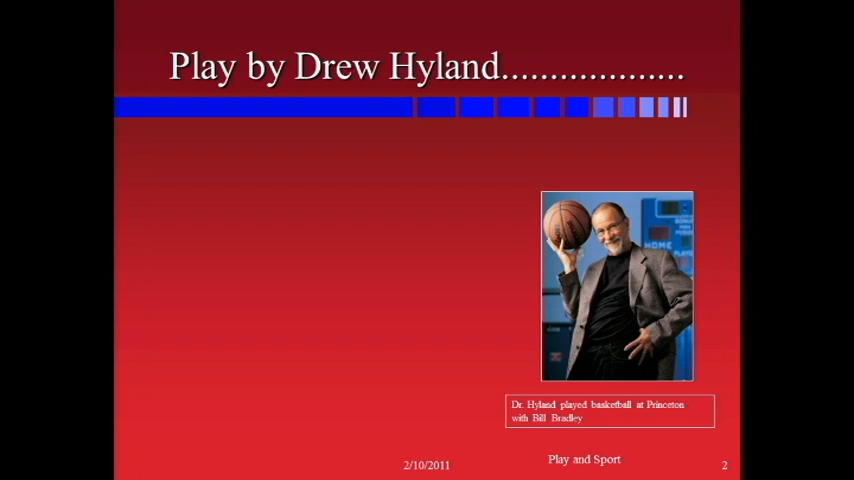 Play by Drew Hyland...................
HOME
Dr. Hyland played basketball at Princeton
with Bill Bradley
2/10/2011
Play and Sport
2